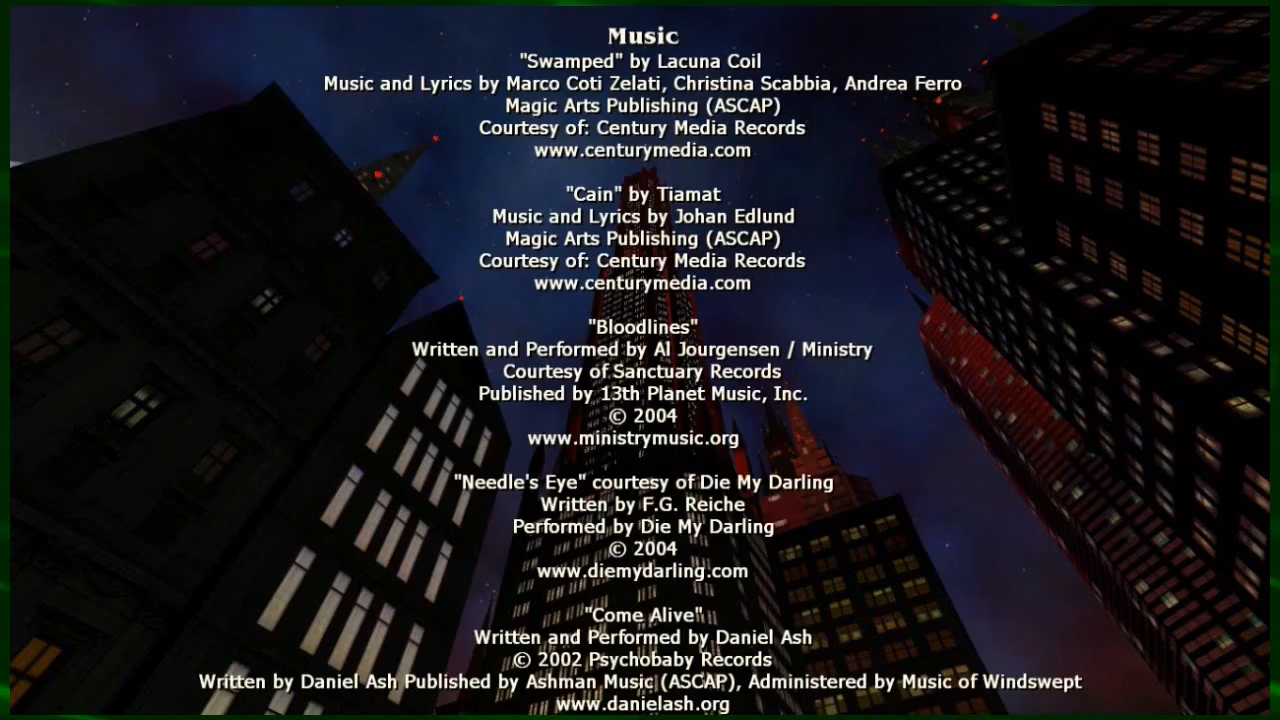 Music
"Swamped" by Lacuna Coil
Music and Lyrics by Marco Coti Zelati, Christina Scabbia, Andrea Ferro
Magic Arts Publishing (ASCAP)
Courtesy of: Century Media Records
www.centurymedia.com
"Cain" by Tiamat
Music and Lyrics by Johan Edlund
Magic Arts Publishing (ASCAP)
Courtesy of: Century Media Records
www.centurymedia.com
"Bloodlines"
Written and Performed by Al Jourgensen / Ministry
Courtesy of Sanctuary Records
Published by 13th Planet Music, Inc.
© 2004
www.ministrymusic.org
"Needle's Eye" courtesy of Die My Darling
Written by F.G. Reiche
Performed by Die My Darling
© 2004
www.diemydarling.com
"Come Alive"
Written and Performed by Daniel Ash
© 2002 Psychobaby Records
Written by Daniel Ash Published by Ashman Music (ASCAP), Administered by Music of Windswept
www.danielash.org